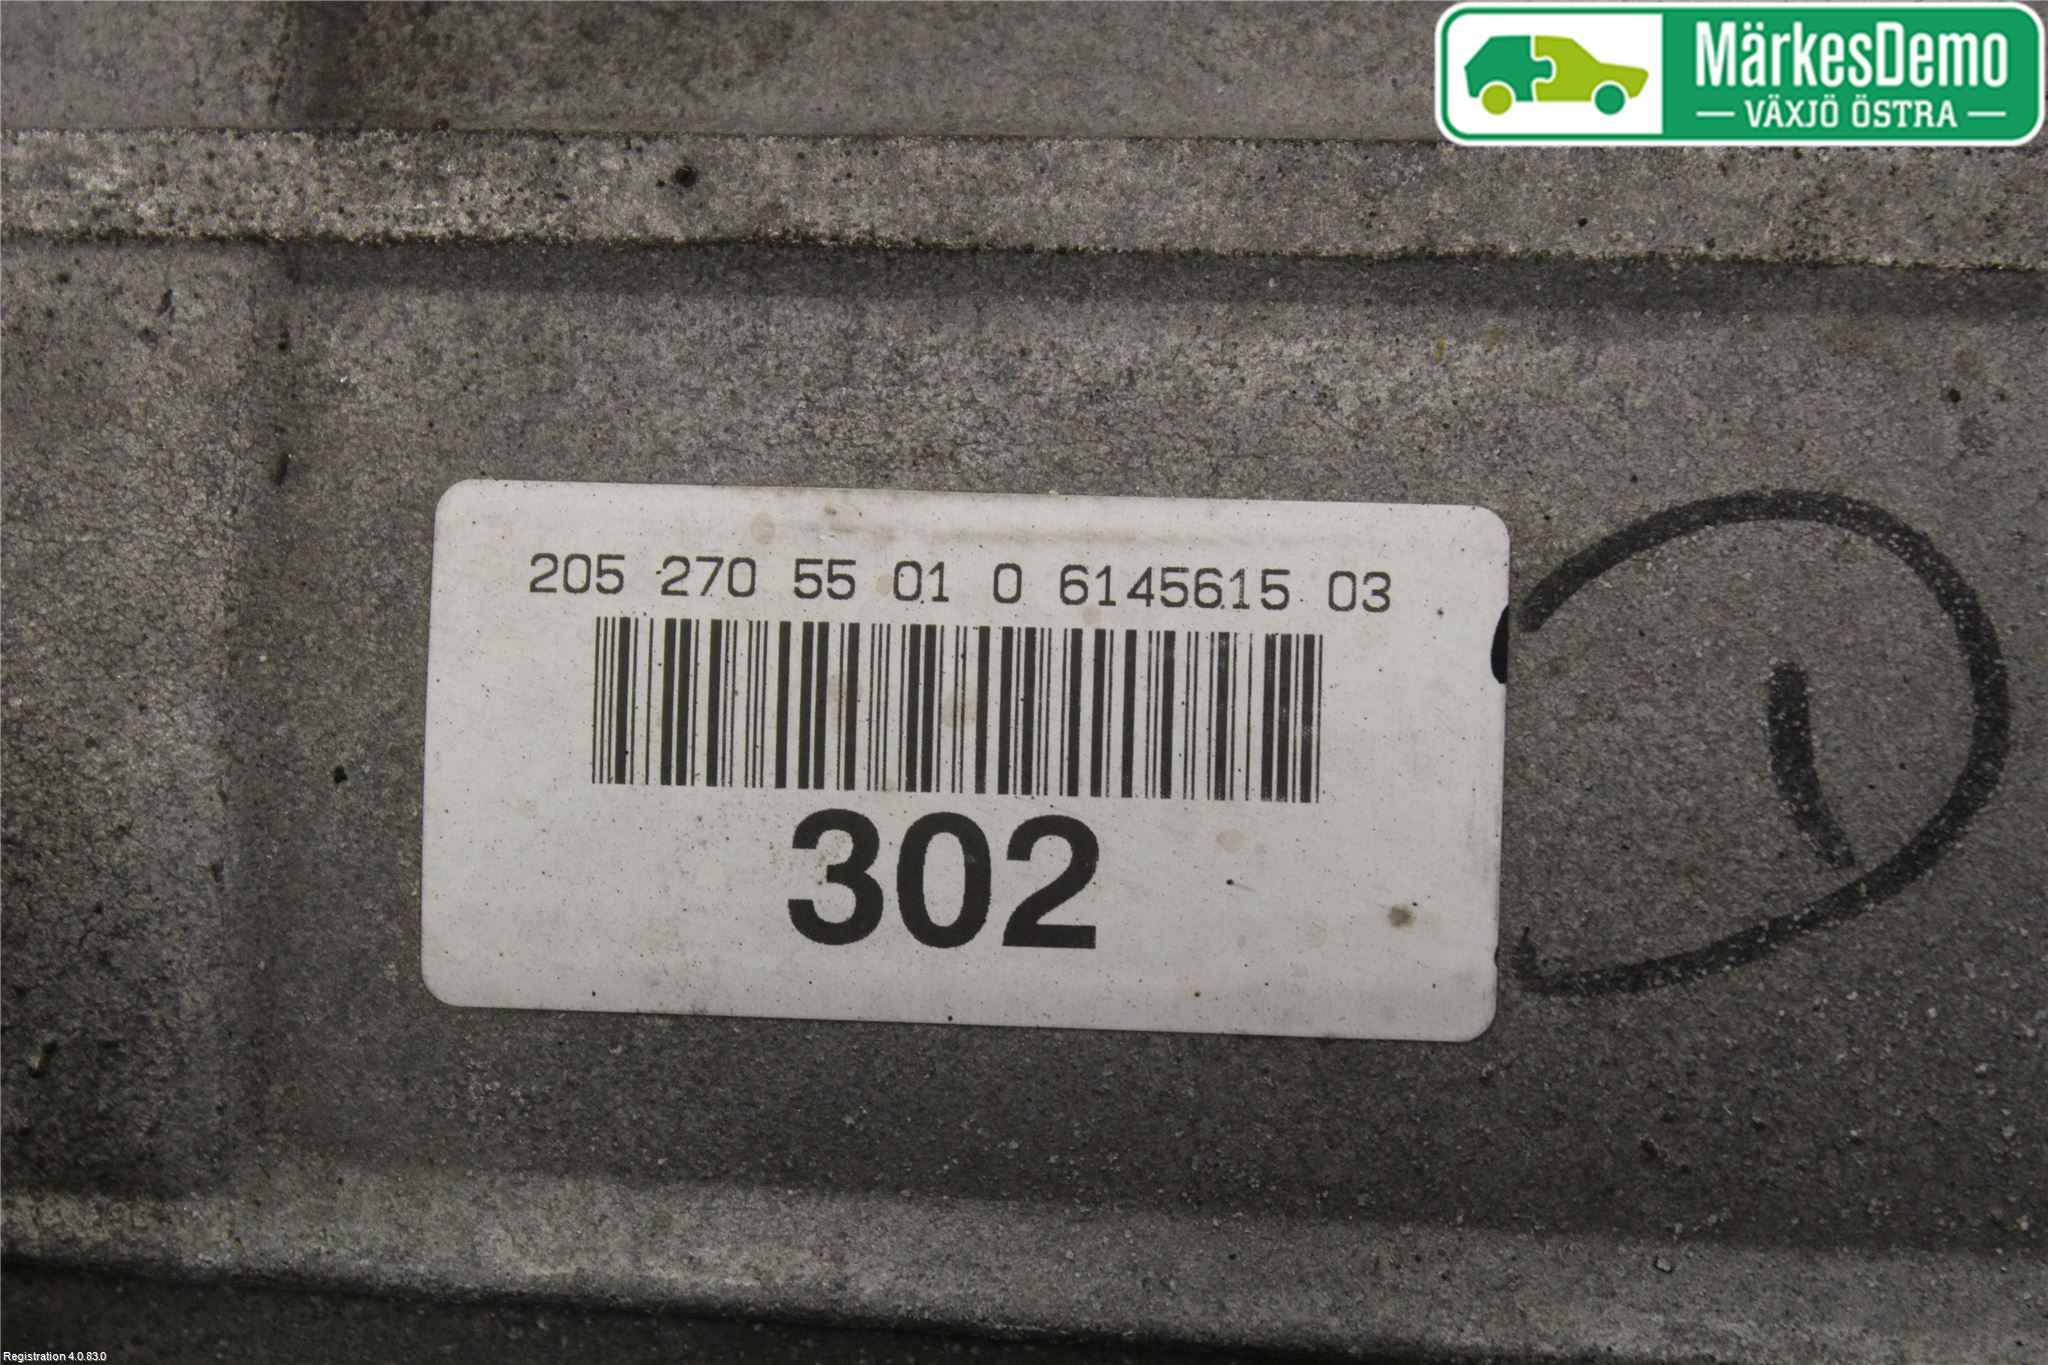 MärkesDemo
VÄXJÖ ÖSTRA
205 270 55 01 0 6145615 03
302
Registration 4.0.83.0